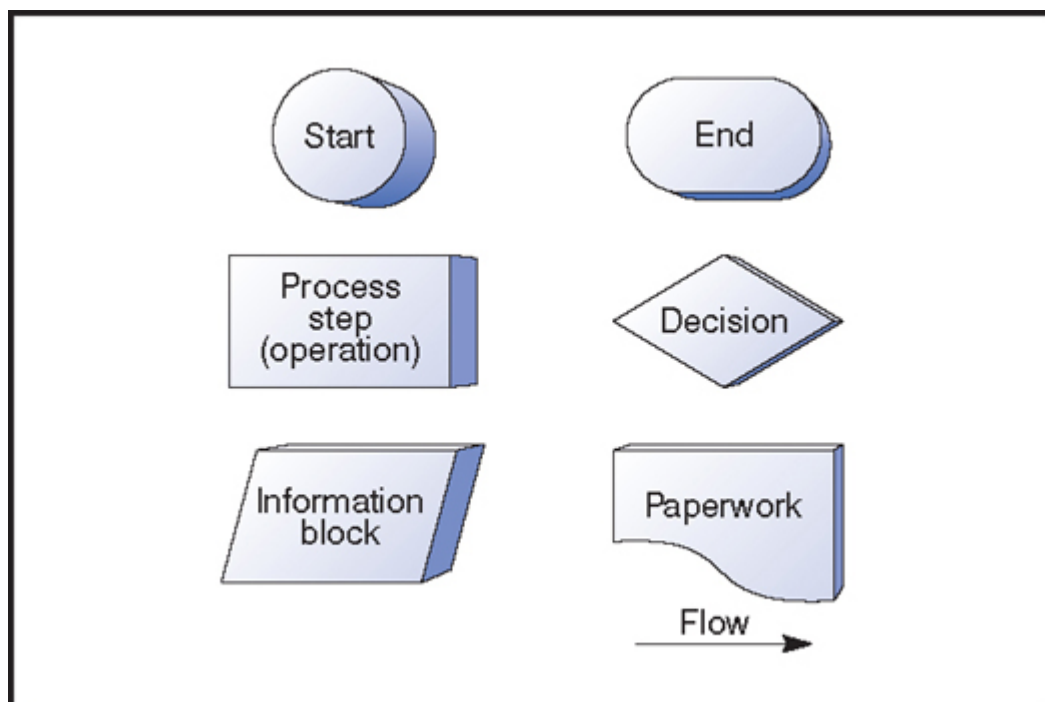 Start
End
Process
step
(operation)
Decision
Information
block
Paperwork
Flow